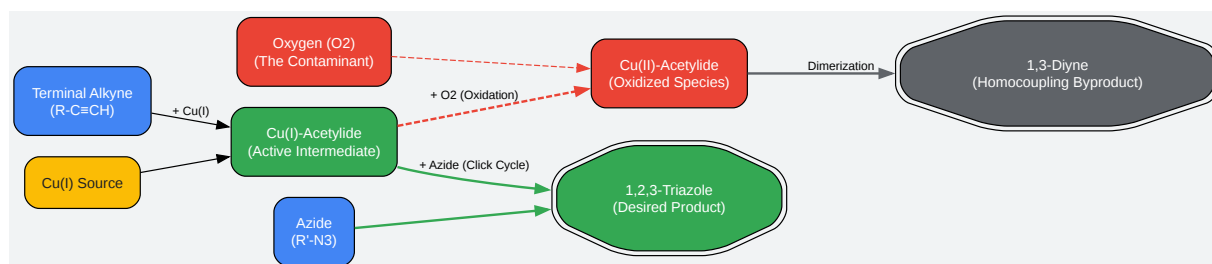 Oxygen (O2)
(The Contaminant)
Terminal Alkyne
(R-C≡CH)
+ Cu(I)
Cu(I) Source
Cu(I)-Acetylide
(Active Intermediate)
+ O2 (Oxidation)
+ Azide (Click Cycle)
Azide
(R'-N3)
Cu(II)-Acetylide
(Oxidized Species)
Dimerization
1,3-Diyne
(Homocoupling Byproduct)
1,2,3-Triazole
(Desired Product)